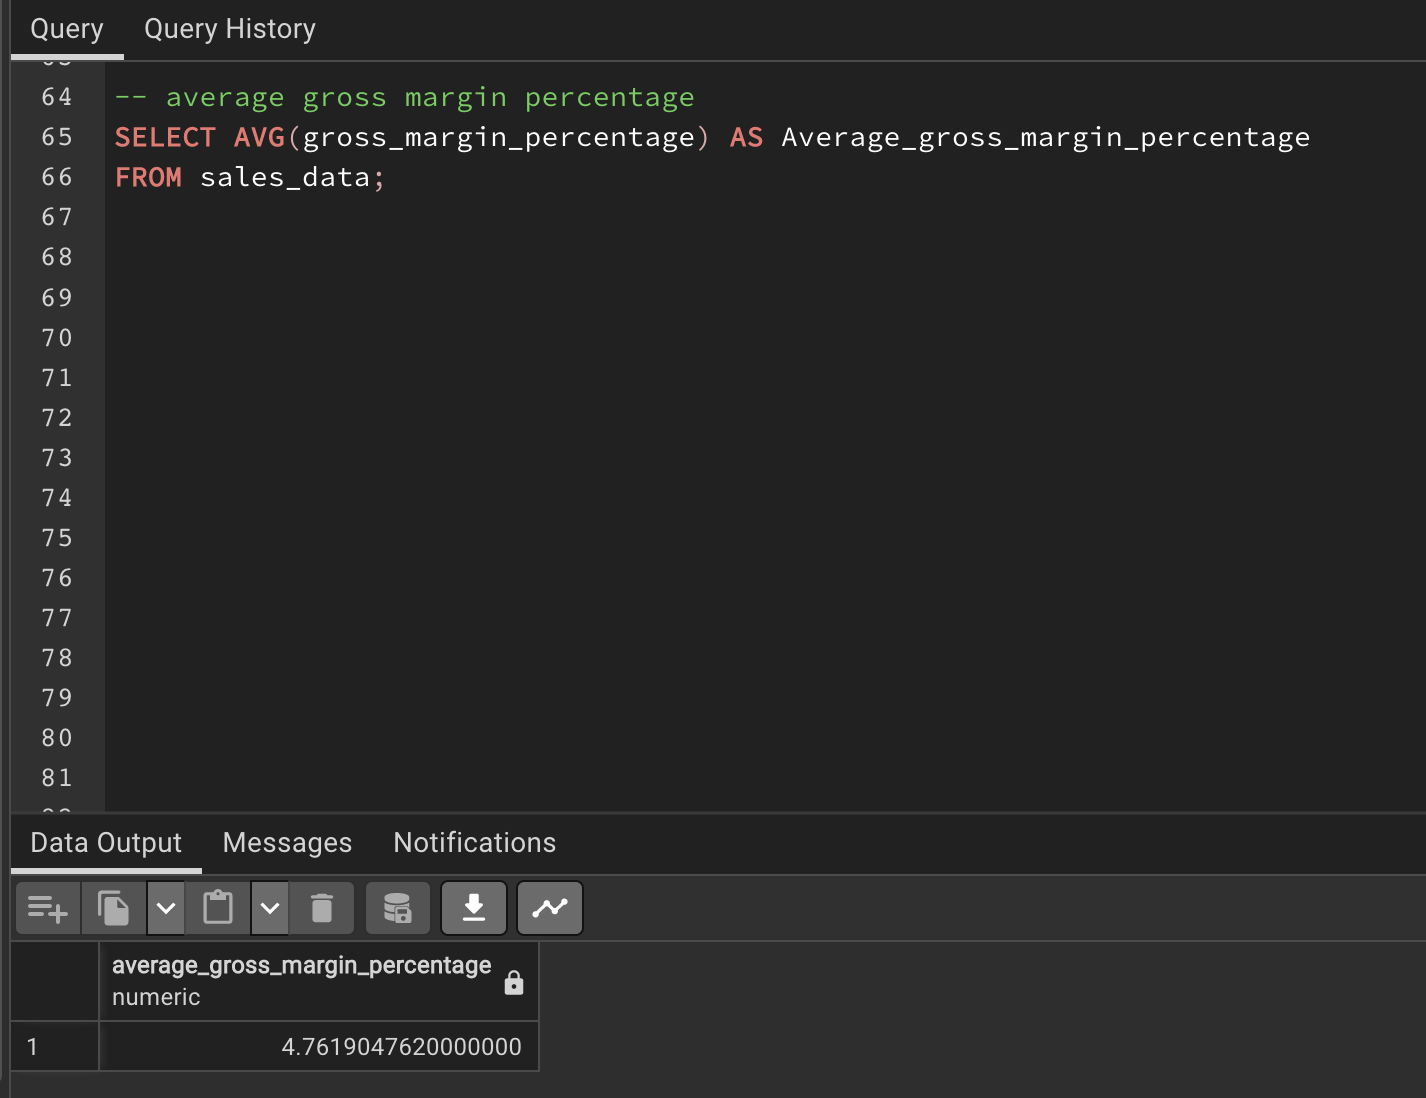 Query Query History
64 -- average gross margin percentage
65 SELECT AVG(gross_margin_percentage) AS Average_gross_margin_percentage
66 FROM sales_data;
67
68
69
70
71
72
73
74
75
76
77
78
79
80
81
Data Output Messages Notifications
average_gross_margin_percentage
numeric
1 4.7619047620000000